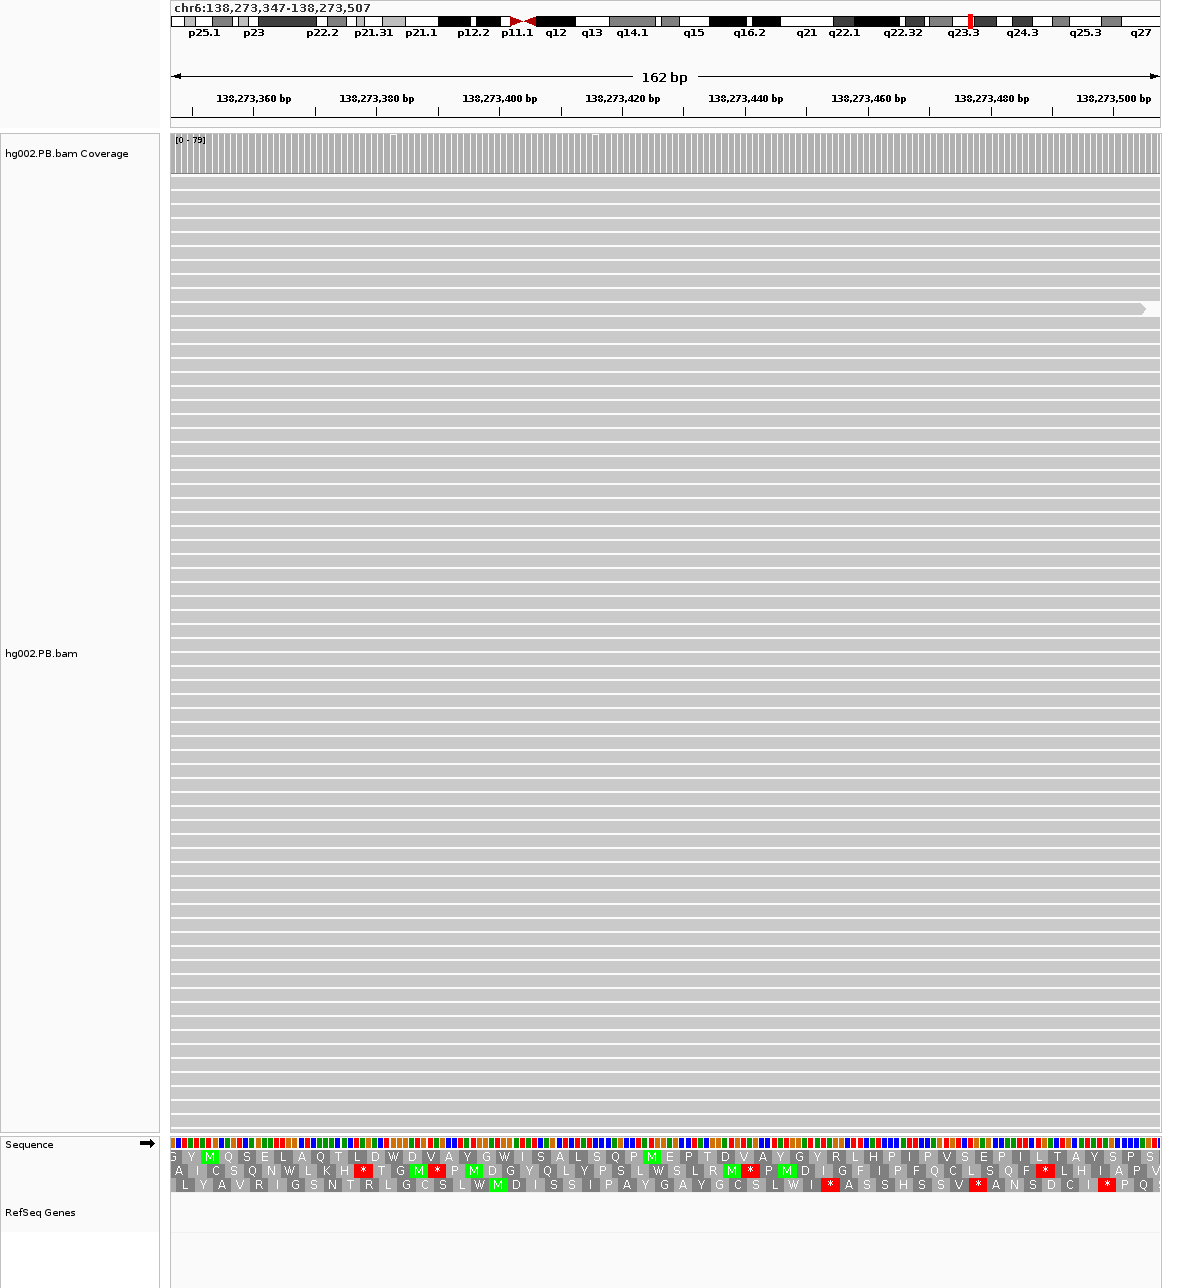 chr6:138,273,347-138,273,507
p25.1 p23 p22.2 p21.31 p21.1 p12.2 p11.1 q12 q13 q14.1 q15 q16.2 q21 q22.1 q22.32 q23.3 q24.3 q25.3 q27
162 bp
138,273,360 bp 138,273,380 bp 138,273,400 bp 138,273,420 bp 138,273,440 bp 138,273,460 bp 138,273,480 bp 138,273,500 bp
[0 - 79]
hg002.PB.bam Coverage
hg002.PB.bam
Sequence
G Y M Q S E L A Q T L D W D V A Y G W I S A L S Q P M E P T D V A Y G Y R L H P I P V S E P I L T A Y S P S
A I C S Q N W L K H * T G M * P M D G Y Q L Y P S L W S L R M * P M D I G F I P F Q C L S Q F * L H I A P V
L Y A V R I G S N T R L G C S L W M D I S S I P A Y G A Y G C S L W I * A S S H S S V * A N S D C I * P Q S
RefSeq Genes